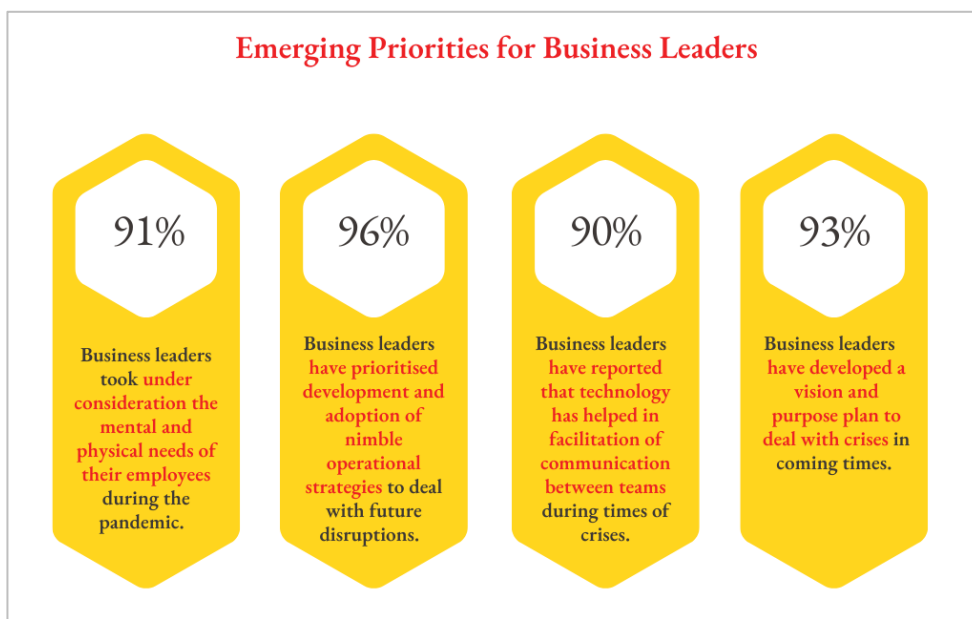 Emerging Priorities for Business Leaders
91%
Business leaders
took under
consideration the
mental and
physical needs of
their employees
during the
pandemic.
96%
Business leaders
have prioritised
development and
adoption of
nimble
operational
strategies to deal
with future
disruptions.
90%
Business leaders
have reported
that technology
has helped in
facilitation of
communication
between teams
during times of
crises.
93%
Business leaders
have developed a
vision and
purpose plan to
deal with crises in
coming times.